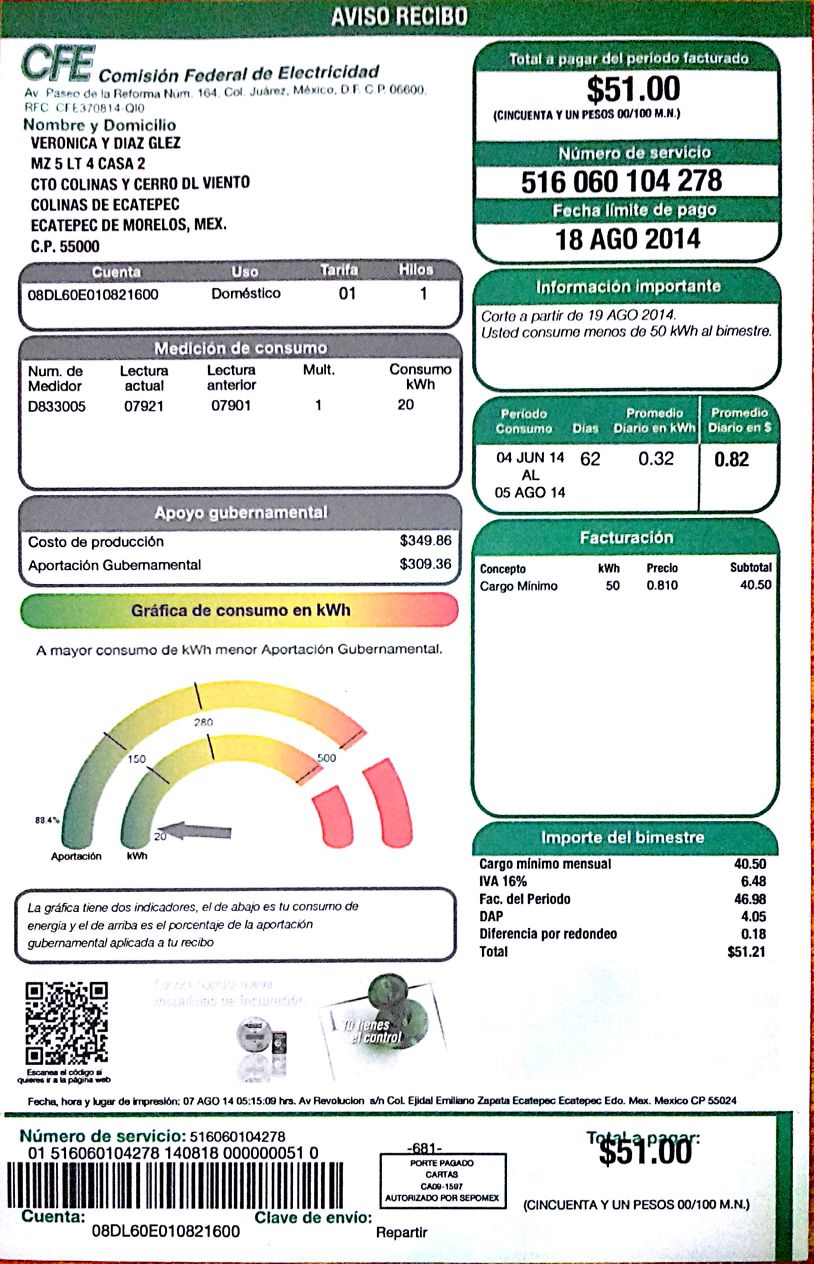 AVISO RECIBO
CFE Comisión Federal de Electricidad
Av. Paseo de la Reforma Num. 164, Col. Juárez, México, D.F. C.P. 06600.
RFC CFE370814-QI0
Nombre y Domicilio
VERONICA Y DIAZ GLEZ
MZ 5 LT 4 CASA 2
CTO COLINAS Y CERRO DL VIENTO
COLINAS DE ECATEPEC
ECATEPEC DE MORELOS, MEX.
C.P. 55000
Total a pagar del periodo facturado
$51.00
(CINCUENTA Y UN PESOS 00/100 M.N.)
Número de servicio
516 060 104 278
Fecha límite de pago
18 AGO 2014
Cuenta Uso Tarifa Hilos
08DL60E010821600 Doméstico 01 1
Información importante
Corte a partir de 19 AGO 2014.
Usted consume menos de 50 kWh al bimestre.
Medición de consumo
Num. de Medidor Lectura actual Lectura anterior Mult. Consumo kWh
D833005 07921 07901 1 20
Período Consumo Días Promedio Diario en kWh Promedio Diario en $
04 JUN 14 62 0.32 0.82
AL
05 AGO 14
Apoyo gubernamental
Costo de producción $349.86
Aportación Gubernamental $309.36
Facturación
Concepto kWh Precio Subtotal
Cargo Mínimo 50 0.810 40.50
Gráfica de consumo en kWh
A mayor consumo de kWh menor Aportación Gubernamental.
280
150
500
88.4%
20
Aportación kWh
La gráfica tiene dos indicadores, el de abajo es tu consumo de
energia y el de arriba es el porcentaje de la aportación
gubernamental aplicada a tu recibo
Importe del bimestre
Cargo mínimo mensual 40.50
IVA 16% 6.48
Fac. del Periodo 46.98
DAP 4.05
Diferencia por redondeo 0.18
Total $51.21
Escanea el código si
quieres ir a la página web
nuestra nueva
modalidad de facturación
Tú tienes
el control
Fecha, hora y lugar de impresión: 07 AGO 14 05:15:09 hrs. Av Revolucion s/n Col. Ejidal Emiliano Zapata Ecatepec Ecatepec Edo. Mex. Mexico CP 55024
Número de servicio: 516060104278
01 516060104278 140818 000000051 0
-681-
PORTE PAGADO
CARTAS
CA09-1597
AUTORIZADO POR SEPOMEX
Total a pagar:
$51.00
(CINCUENTA Y UN PESOS 00/100 M.N.)
Cuenta: Clave de envío:
08DL60E010821600 Repartir